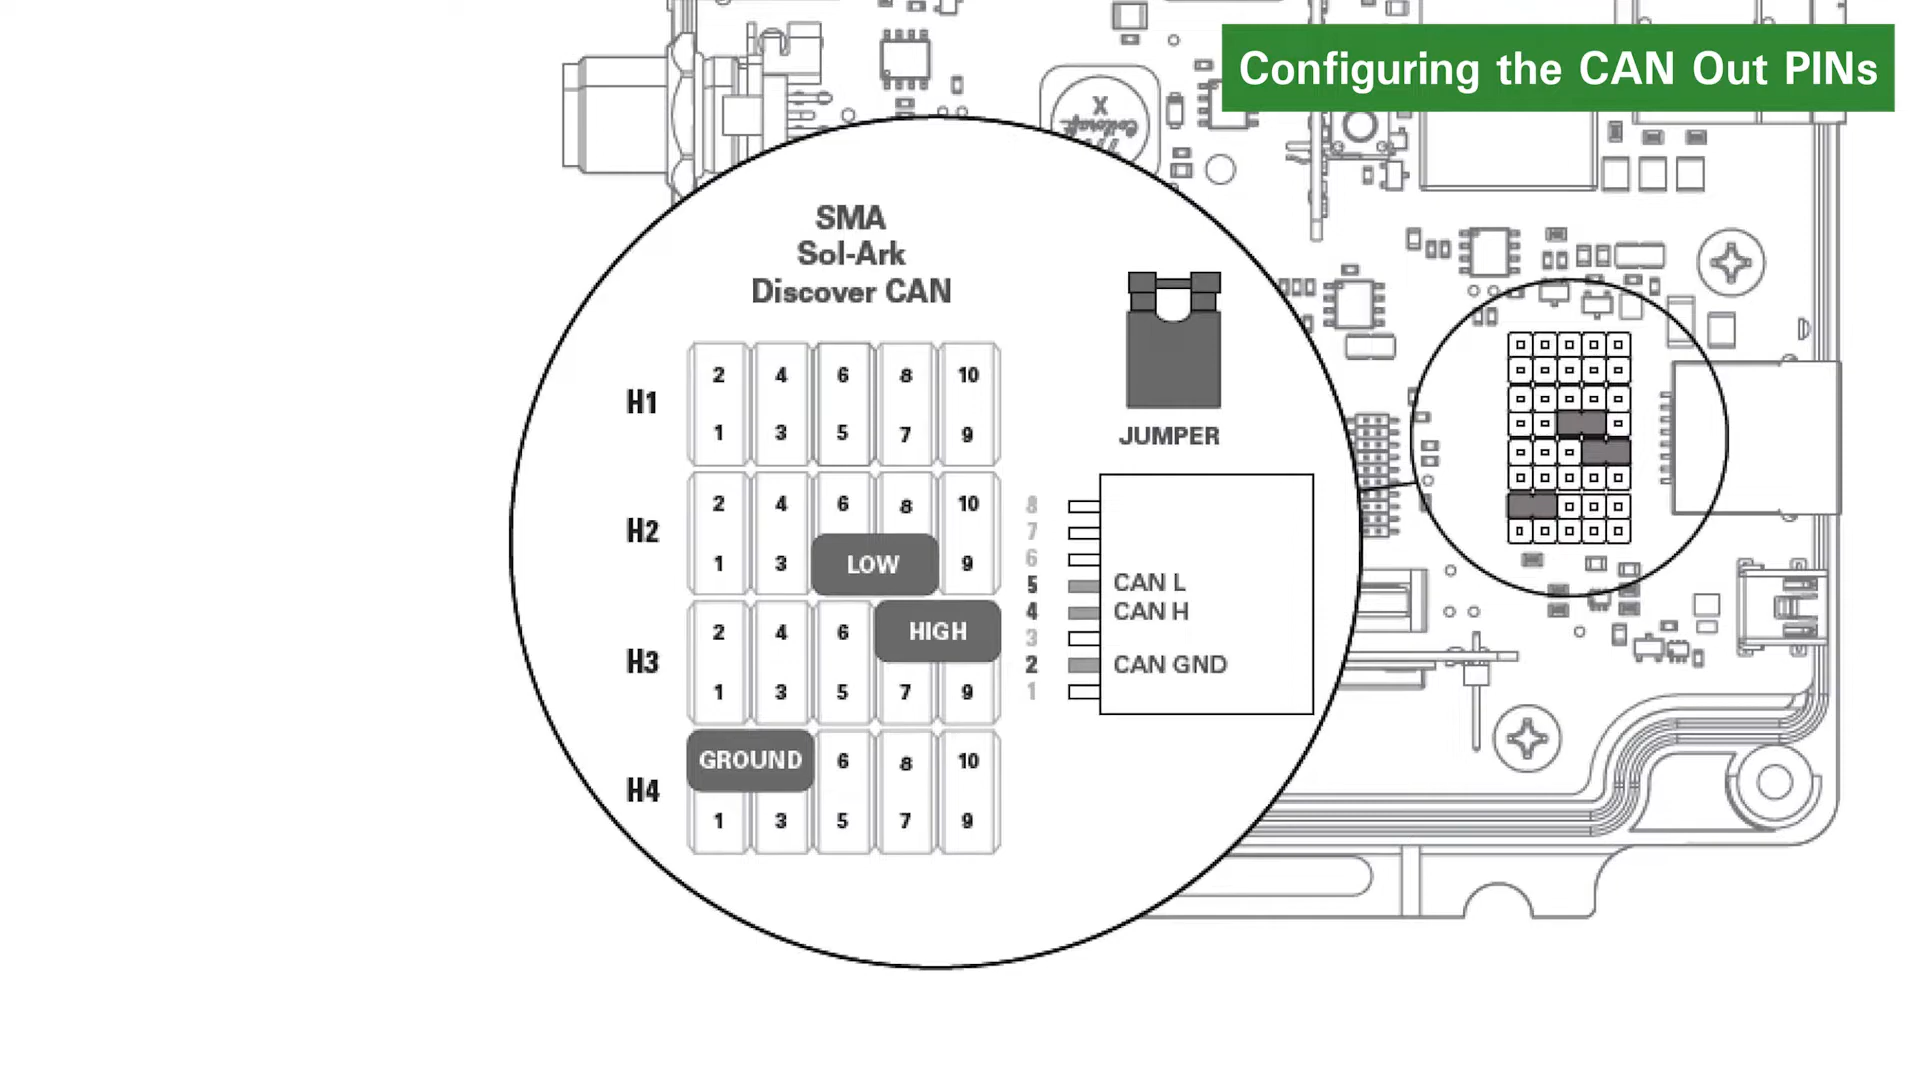 Configuring the CAN Out PINs
X
Coilcraft
SMA
Sol-Ark
Discover CAN
H1
2 4 6 8 10
1 3 5 7 9
H2
2 4 6 8 10
1 3 LOW 9
H3
2 4 6 HIGH
1 3 5 7 9
H4
GROUND 6 8 10
1 3 5 7 9
JUMPER
8
7
6
5 CAN L
4 CAN H
3
2 CAN GND
1